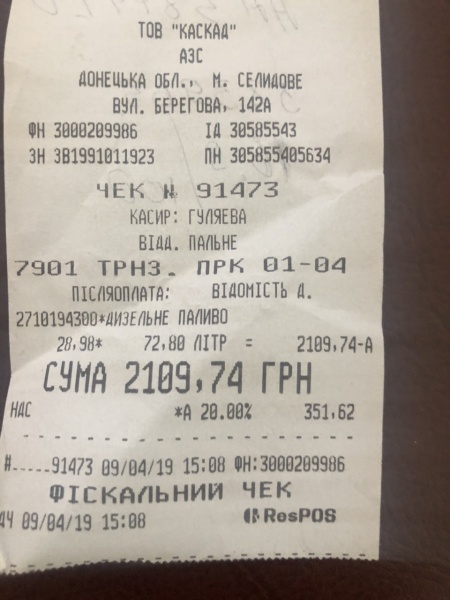 ТОВ "КАСКАД"
АЗС
ДОНЕЦЬКА ОБЛ., М. СЕЛИДОВЕ
ВУЛ. БЕРЕГОВА, 142А
ФН 3000209986 ІД 30585543
ЗН ЗВ1991011923 ПН 305855405634
ЧЕК № 91473
КАСИР: ГУЛЯЕВА
ВІДД. ПАЛЬНЕ
7901 ТРНЗ. ПРК 01-04
ПІСЛЯОПЛАТА: ВІДОМІСТЬ Д.
2710194300*ДИЗЕЛЬНЕ ПАЛИВО
28,98* 72,80 ЛІТР = 2109,74-А
СУМА 2109,74 ГРН
НАС *А 20.00% 351,62
#.....91473 09/04/19 15:08 ФН:3000209986
ФІСКАЛЬНИЙ ЧЕК
09/04/19 15:08 ResPOS